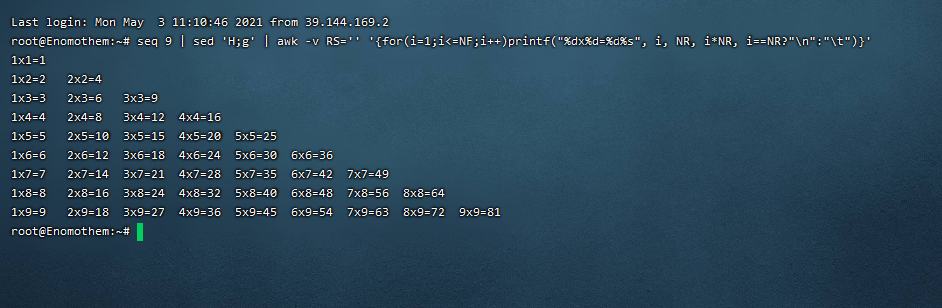 Last login: Mon May  3 11:10:46 2021 from 39.144.169.2
root@Enomothem:~# seq 9 | sed 'H;g' | awk -v RS='' '{for(i=1;i<=NF;i++)printf("%dx%d=%d%s", i, NR, i*NR, i==NR?"\n":"\t")}'
1x1=1
1x2=2   2x2=4
1x3=3   2x3=6   3x3=9
1x4=4   2x4=8   3x4=12  4x4=16
1x5=5   2x5=10  3x5=15  4x5=20  5x5=25
1x6=6   2x6=12  3x6=18  4x6=24  5x6=30  6x6=36
1x7=7   2x7=14  3x7=21  4x7=28  5x7=35  6x7=42  7x7=49
1x8=8   2x8=16  3x8=24  4x8=32  5x8=40  6x8=48  7x8=56  8x8=64
1x9=9   2x9=18  3x9=27  4x9=36  5x9=45  6x9=54  7x9=63  8x9=72  9x9=81
root@Enomothem:~#